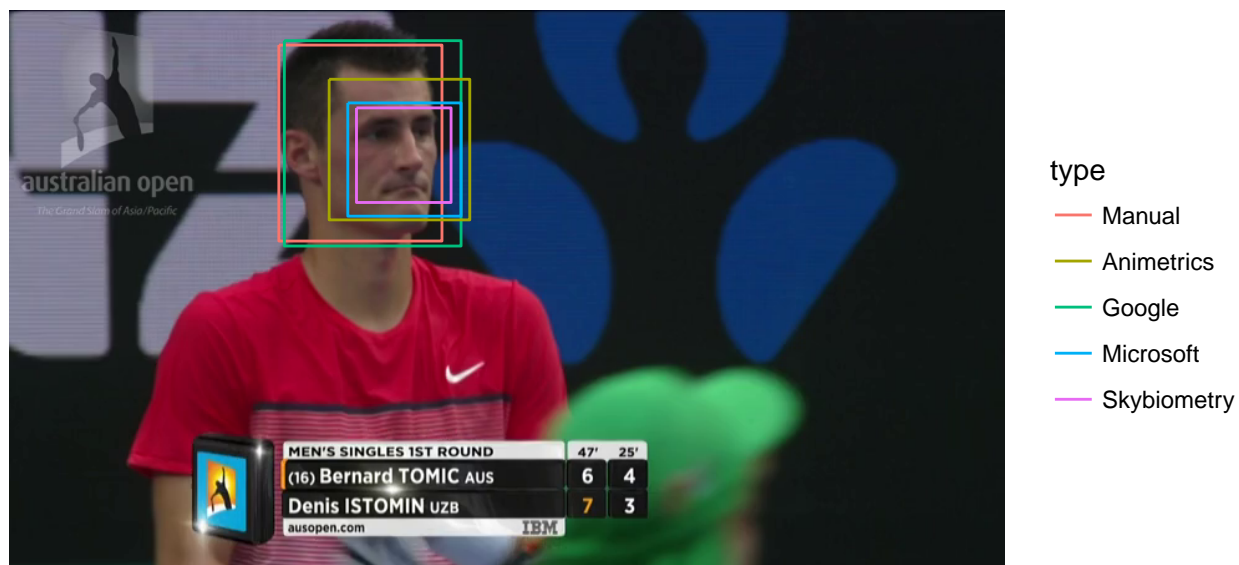 australian open
The Grand Slam of Asia/Pacific
MEN'S SINGLES 1ST ROUND 47' 25'
(16) Bernard TOMIC AUS 6 4
Denis ISTOMIN UZB 7 3
ausopen.com IBM
type
Manual
Animetrics
Google
Microsoft
Skybiometry